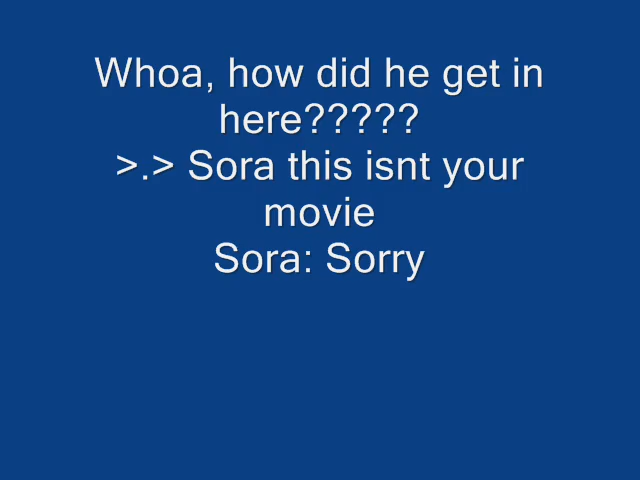 Whoa, how did he get in
here?????
>.> Sora this isnt your
movie
Sora: Sorry